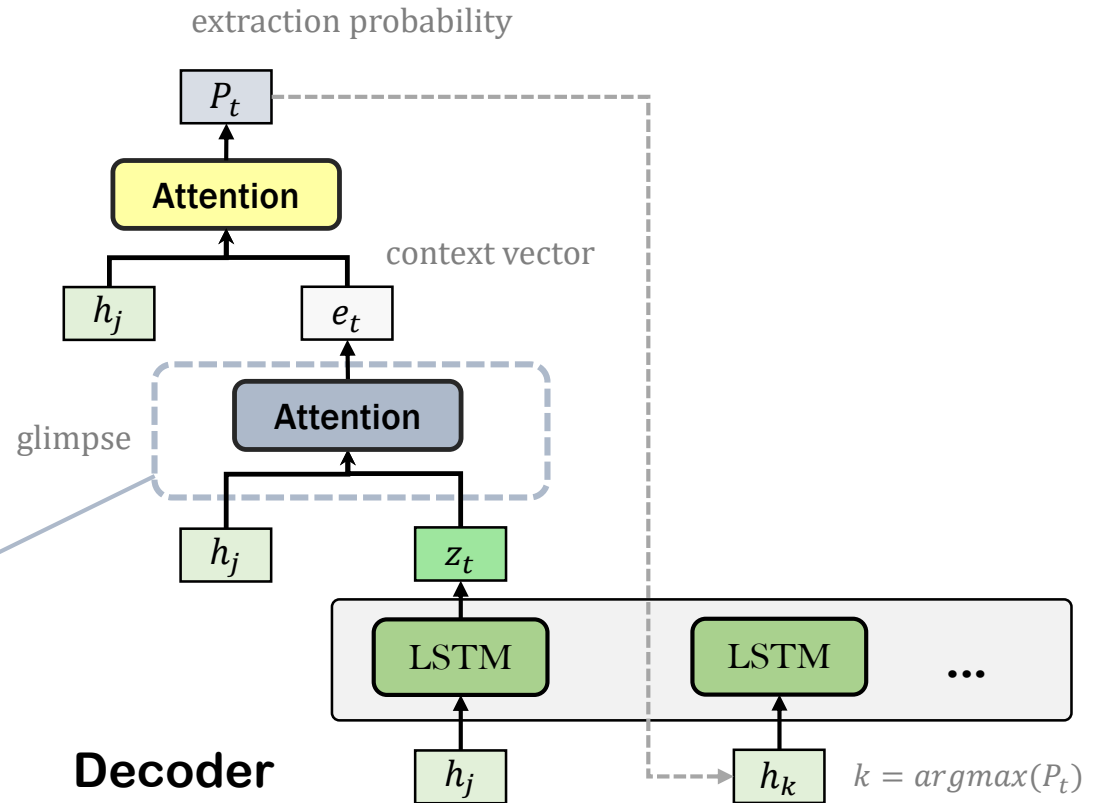 extraction probability
P_t
Attention
context vector
h_j
e_t
Attention
glimpse
h_j
z_t
LSTM
LSTM
...
Decoder
h_j
h_k
k = argmax(P_t)